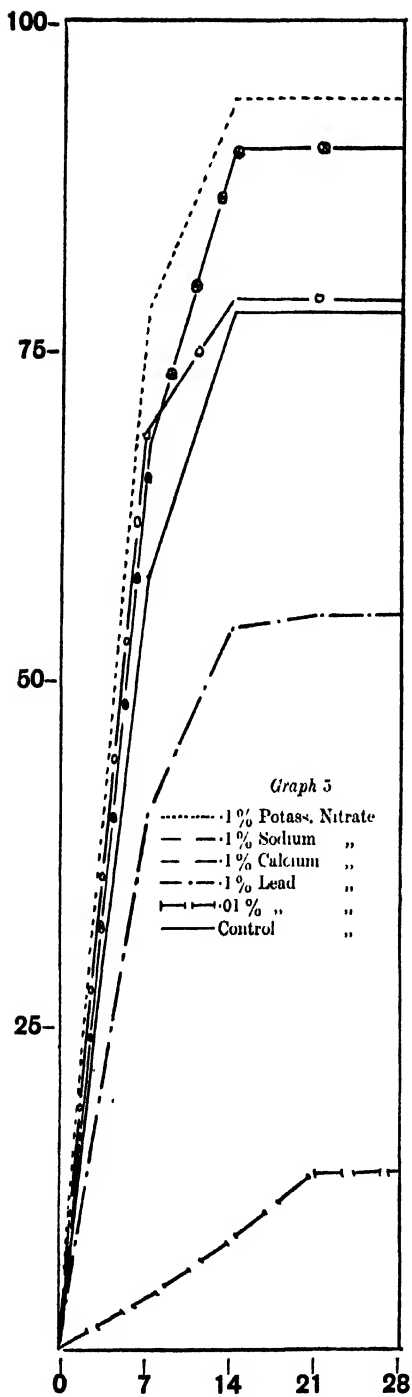 100-
75-
50-
25-
Graph 5
·1 % Potass. Nitrate
·1 % Sodium „
·1 % Calcium „
·1 % Lead „
·01 % „ „
Control „
0 7 14 21 28